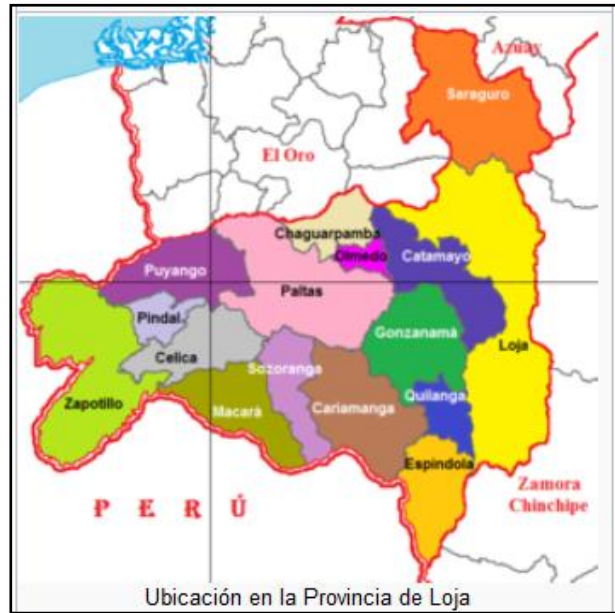 Azuay
Saraguro
El Oro
Chaguarpamba
Olmedo
Catamayo
Puyango
Paltas
Pindal
Gonzanamá
Celica
Loja
Sozoranga
Zapotillo
Macará
Cariamanga
Quilanga
Espindola
Zamora
Chinchipe
P E R Ú
Ubicación en la Provincia de Loja